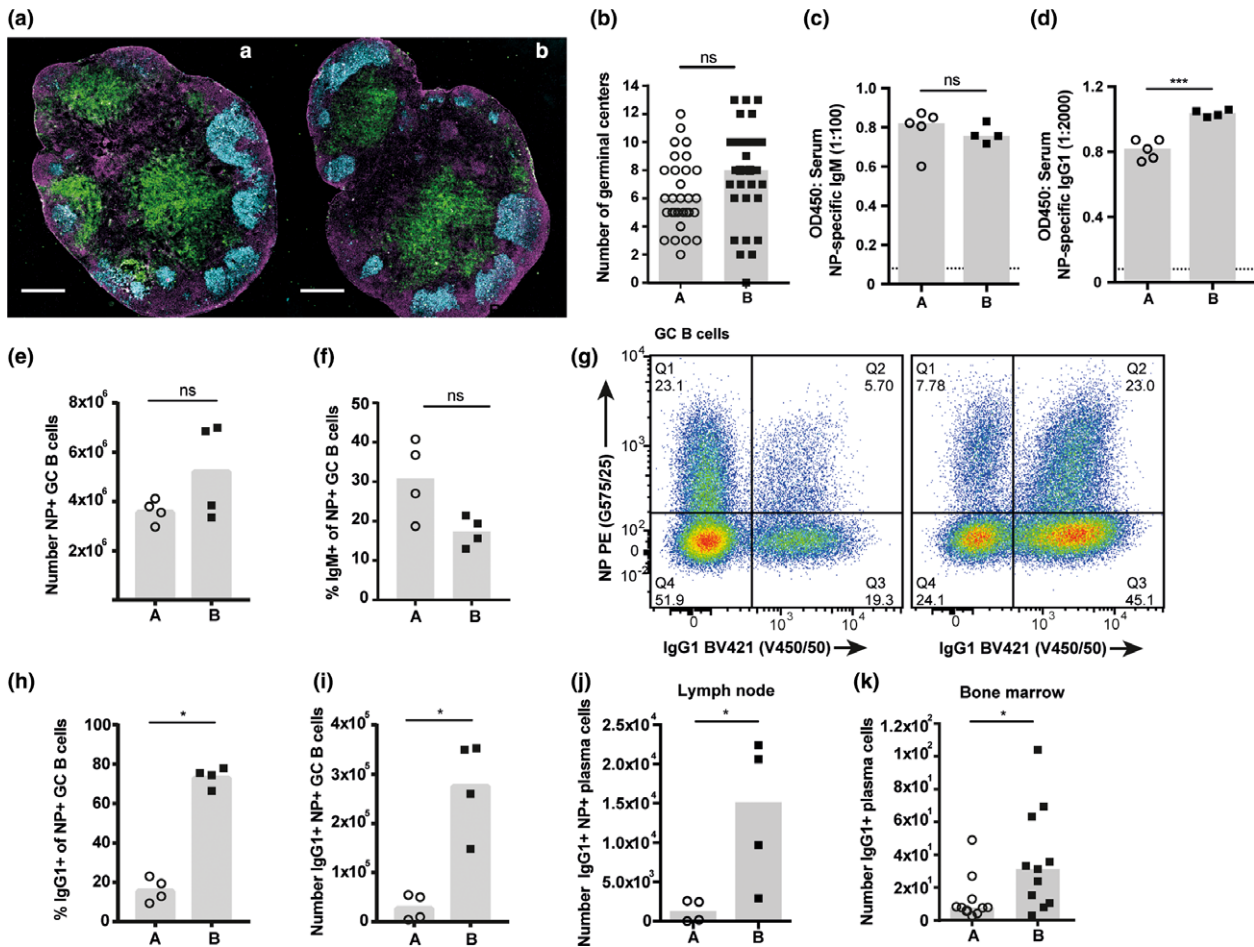 (a)
a
b
(b)
ns
Number of germinal centers
14
12
10
8
6
4
2
0
A
B
(c)
ns
OD450: Serum
NP-specific IgM (1:100)
1.0
0.8
0.6
0.4
0.2
0.0
A
B
(d)
***
OD450: Serum
NP-specific IgG1 (1:2000)
1.2
0.8
0.4
0
A
B
(e)
ns
Number NP+ GC B cells
8x10⁶
6x10⁶
4x10⁶
2x10⁶
A
B
(f)
ns
% IgM+ of NP+ GC B cells
50
40
30
20
10
0
A
B
(g)
GC B cells
NP PE (G575/25)
10⁴
10³
10²
0
-10²
Q1
23.1
Q2
5.70
Q4
51.9
Q3
19.3
0
10³
10⁴
IgG1 BV421 (V450/50)
Q1
7.78
Q2
23.0
Q4
24.1
Q3
45.1
0
10³
10⁴
IgG1 BV421 (V450/50)
(h)
*
% IgG1+ of NP+ GC B cells
100
80
60
40
20
0
A
B
(i)
*
Number IgG1+ NP+ GC B cells
4x10⁵
3x10⁵
2x10⁵
1x10⁵
0
A
B
(j)
Lymph node
*
Number IgG1+ NP+ plasma cells
2.5x10⁴
2.0x10⁴
1.5x10⁴
1.0x10⁴
5.0x10³
0
A
B
(k)
Bone marrow
*
Number IgG1+ plasma cells
1.2x10²
1.0x10²
8x10¹
6x10¹
4x10¹
2x10¹
0
A
B